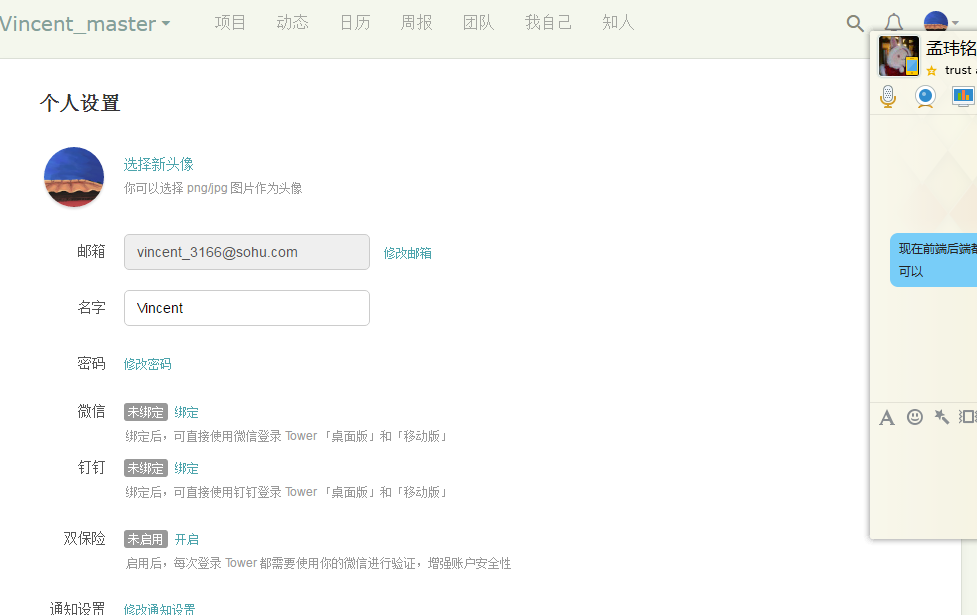 Vincent_master
项目 动态 日历 周报 团队 我自己 知人
孟玮铭
trust
个人设置
选择新头像
你可以选择 png/jpg 图片作为头像
邮箱 vincent_3166@sohu.com 修改邮箱
现在前端后端都
可以
名字 Vincent
密码 修改密码
微信 未绑定 绑定
绑定后，可直接使用微信登录 Tower 「桌面版」和「移动版」
钉钉 未绑定 绑定
绑定后，可直接使用钉钉登录 Tower 「桌面版」和「移动版」
双保险 未启用 开启
启用后，每次登录 Tower 都需要使用你的微信进行验证，增强账户安全性
通知设置 修改通知设置